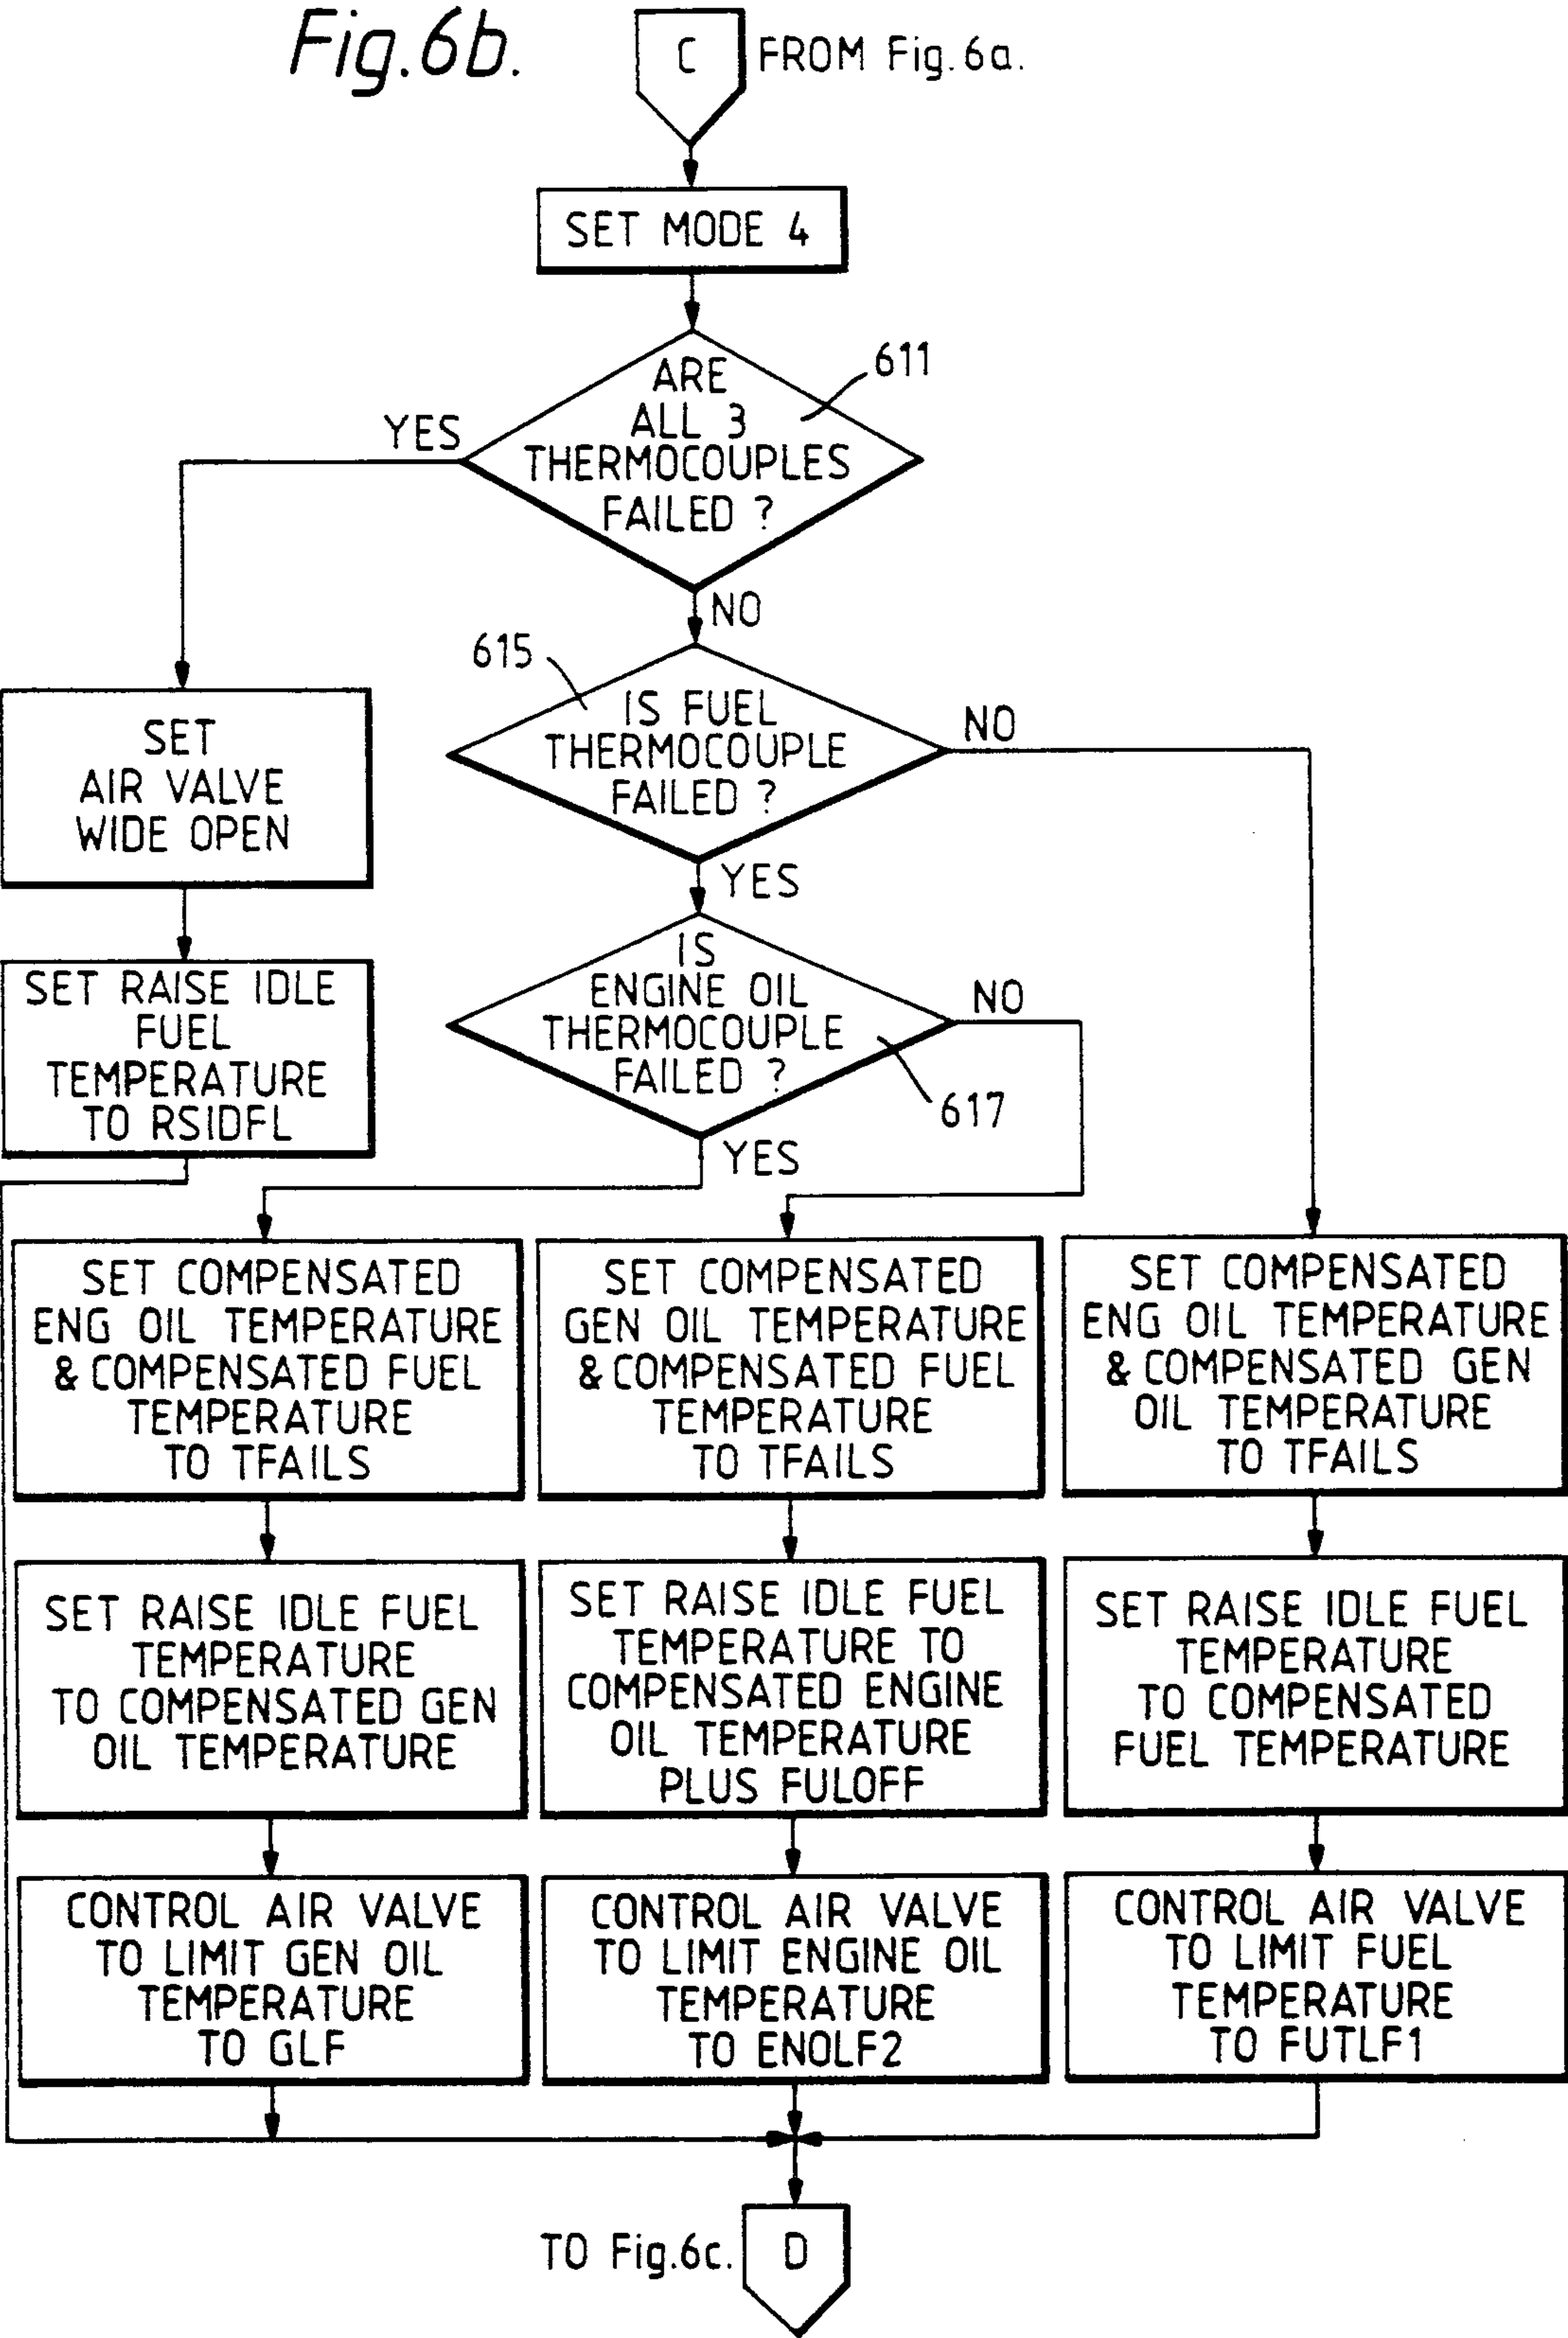 Fig.6b.
C
FROM Fig.6a.
SET MODE 4
ARE
ALL 3
THERMOCOUPLES
FAILED ?
611
YES
NO
615
IS FUEL
THERMOCOUPLE
FAILED ?
NO
YES
SET
AIR VALVE
WIDE OPEN
SET RAISE IDLE
FUEL
TEMPERATURE
TO RSIDFL
IS
ENGINE OIL
THERMOCOUPLE
FAILED ?
NO
617
YES
SET COMPENSATED
ENG OIL TEMPERATURE
& COMPENSATED FUEL
TEMPERATURE
TO TFAILS
SET COMPENSATED
GEN OIL TEMPERATURE
& COMPENSATED FUEL
TEMPERATURE
TO TFAILS
SET COMPENSATED
ENG OIL TEMPERATURE
& COMPENSATED GEN
OIL TEMPERATURE
TO TFAILS
SET RAISE IDLE FUEL
TEMPERATURE
TO COMPENSATED GEN
OIL TEMPERATURE
SET RAISE IDLE FUEL
TEMPERATURE TO
COMPENSATED ENGINE
OIL TEMPERATURE
PLUS FULOFF
SET RAISE IDLE FUEL
TEMPERATURE
TO COMPENSATED
FUEL TEMPERATURE
CONTROL AIR VALVE
TO LIMIT GEN OIL
TEMPERATURE
TO GLF
CONTROL AIR VALVE
TO LIMIT ENGINE OIL
TEMPERATURE
TO ENOLF2
CONTROL AIR VALVE
TO LIMIT FUEL
TEMPERATURE
TO FUTLF1
TO Fig.6c.
D